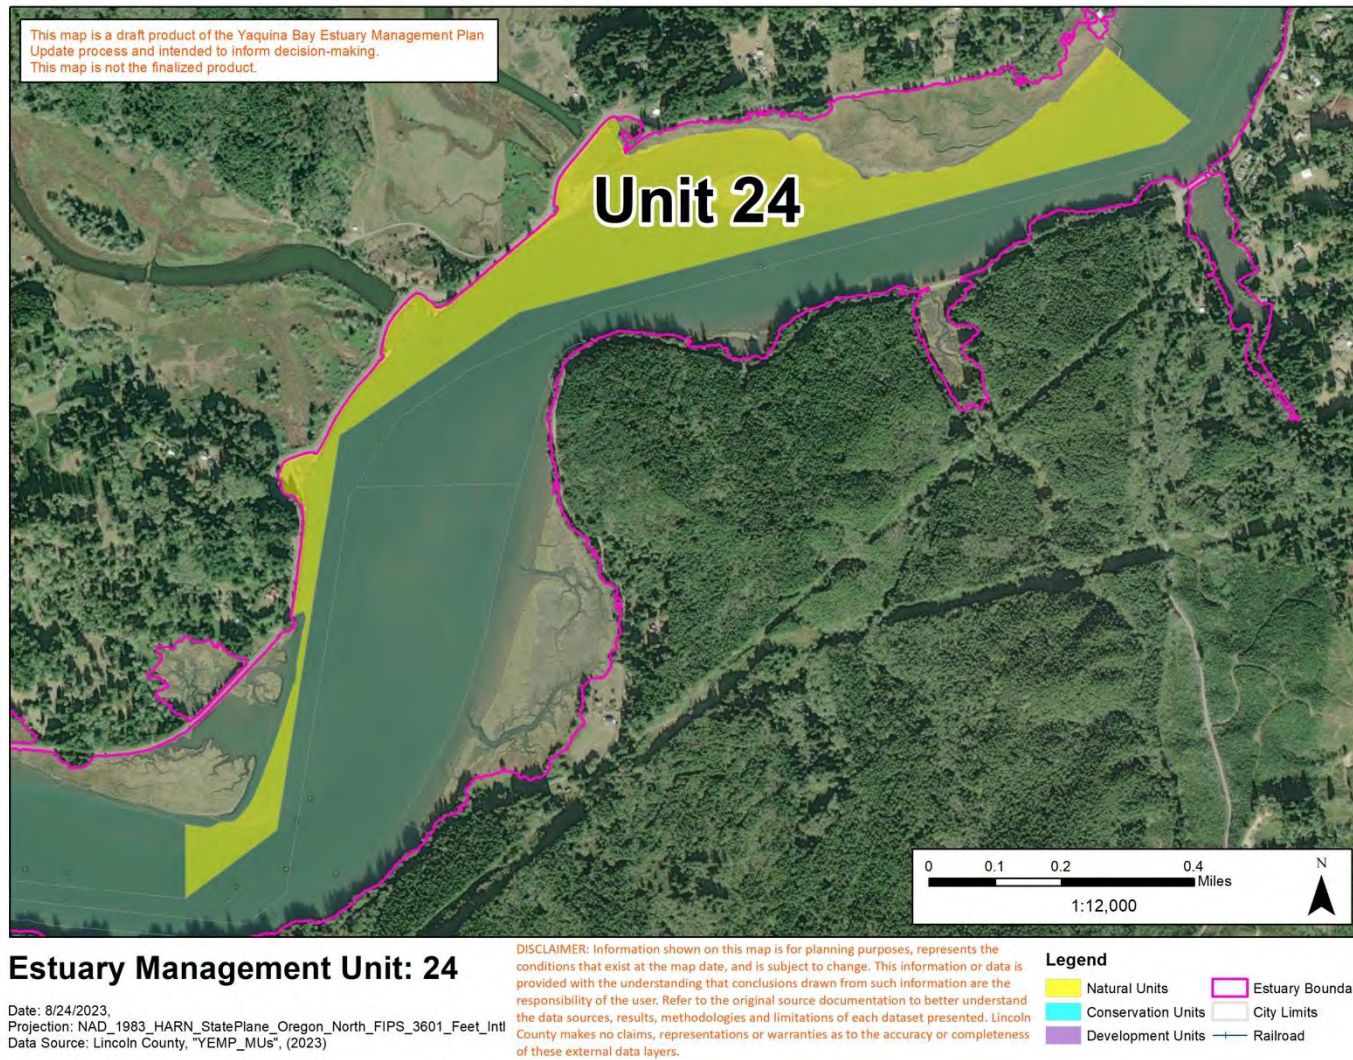 This map is a draft product of the Yaquina Bay Estuary Management Plan
Update process and intended to inform decision-making.
This map is not the finalized product.
Unit 24
0 0.1 0.2 0.4
Miles
1:12,000
N
Estuary Management Unit: 24
Date: 8/24/2023,
Projection: NAD_1983_HARN_StatePlane_Oregon_North_FIPS_3601_Feet_Intl
Data Source: Lincoln County, "YEMP_MUs", (2023)
DISCLAIMER: Information shown on this map is for planning purposes, represents the
conditions that exist at the map date, and is subject to change. This information or data is
provided with the understanding that conclusions drawn from such information are the
responsibility of the user. Refer to the original source documentation to better understand
the data sources, results, methodologies and limitations of each dataset presented. Lincoln
County makes no claims, representations or warranties as to the accuracy or completeness
of these external data layers.
Legend
Natural Units
Conservation Units
Development Units
Estuary Bounda
City Limits
Railroad